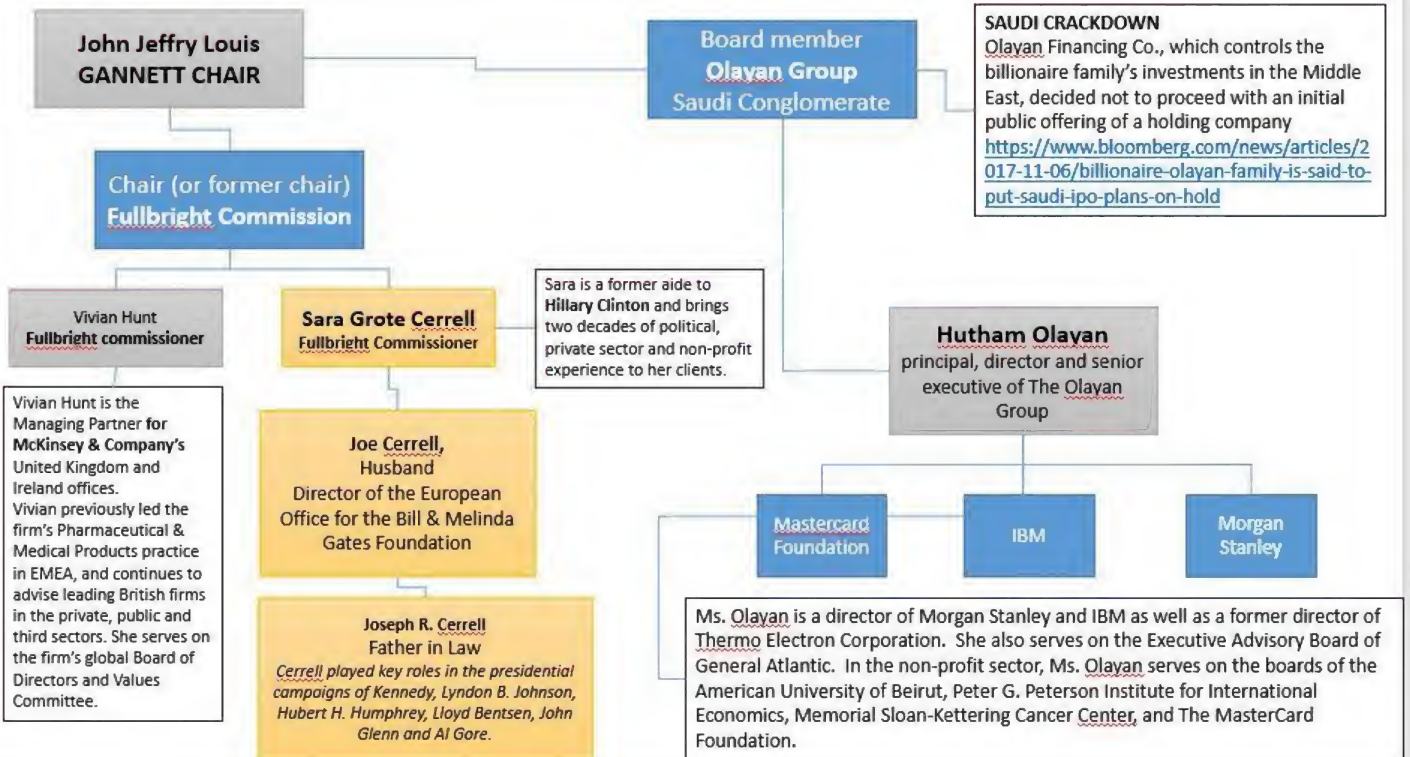 John Jeffry Louis
GANNETT CHAIR
Board member
Olayan Group
Saudi Conglomerate
SAUDI CRACKDOWN
Olayan Financing Co., which controls the
billionaire family's investments in the Middle
East, decided not to proceed with an initial
public offering of a holding company
https://www.bloomberg.com/news/articles/2
017-11-06/billionaire-olayan-family-is-said-to-
put-saudi-ipo-plans-on-hold
Chair (or former chair)
Fullbright Commission
Vivian Hunt
Fullbright commissioner
Sara Grote Cerrell
Fullbright Commissioner
Sara is a former aide to
Hillary Clinton and brings
two decades of political,
private sector and non-profit
experience to her clients.
Hutham Olayan
principal, director and senior
executive of The Olayan
Group
Vivian Hunt is the
Managing Partner for
McKinsey & Company's
United Kingdom and
Ireland offices.
Vivian previously led the
firm's Pharmaceutical &
Medical Products practice
in EMEA, and continues to
advise leading British firms
in the private, public and
third sectors. She serves on
the firm's global Board of
Directors and Values
Committee.
Joe Cerrell,
Husband
Director of the European
Office for the Bill & Melinda
Gates Foundation
Mastercard
Foundation
IBM
Morgan
Stanley
Joseph R. Cerrell
Father in Law
Cerrell played key roles in the presidential
campaigns of Kennedy, Lyndon B. Johnson,
Hubert H. Humphrey, Lloyd Bentsen, John
Glenn and Al Gore.
Ms. Olayan is a director of Morgan Stanley and IBM as well as a former director of
Thermo Electron Corporation. She also serves on the Executive Advisory Board of
General Atlantic. In the non-profit sector, Ms. Olayan serves on the boards of the
American University of Beirut, Peter G. Peterson Institute for International
Economics, Memorial Sloan-Kettering Cancer Center, and The MasterCard
Foundation.